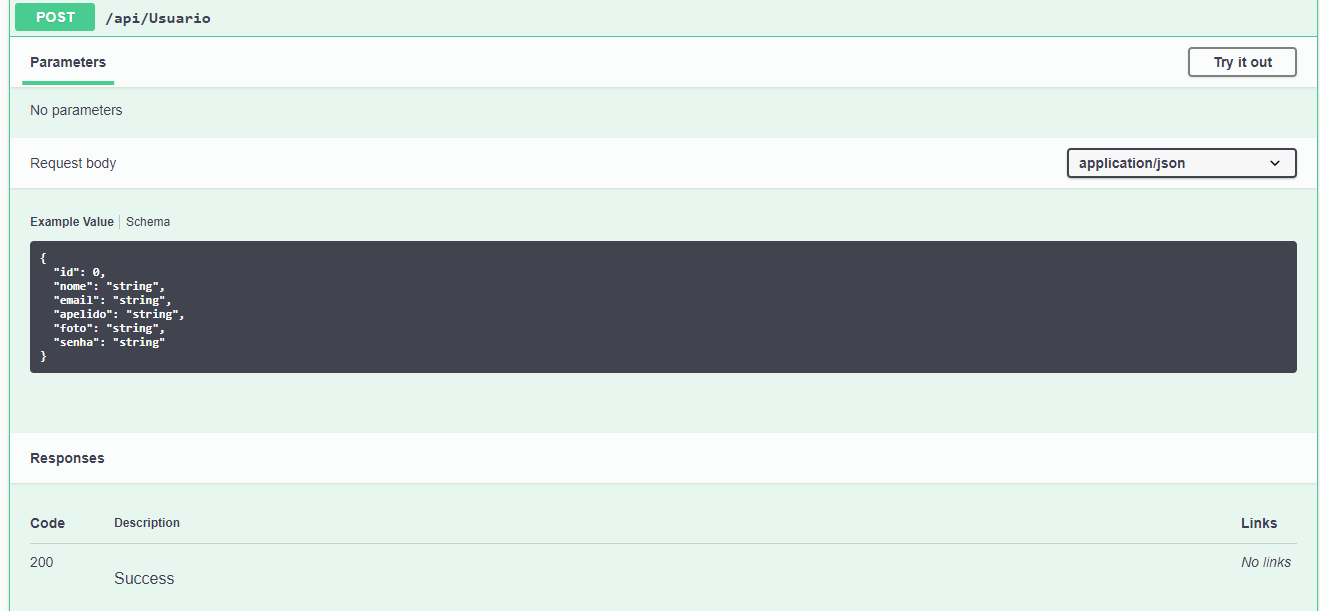 POST /api/Usuario
Parameters
Try it out
No parameters
Request body
application/json
Example Value Schema
{
  "id": 0,
  "nome": "string",
  "email": "string",
  "apelido": "string",
  "foto": "string",
  "senha": "string"
}
Responses
Code Description Links
200
Success
No links